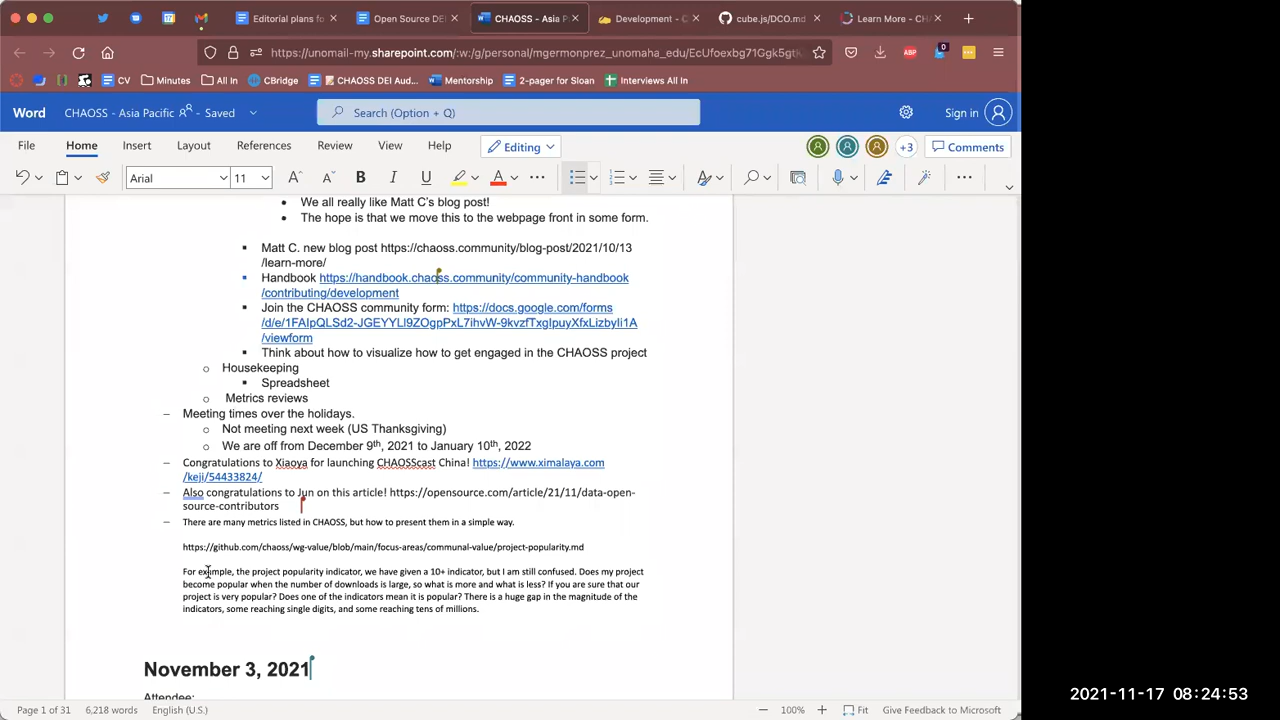 Editorial plans fo
Open Source DEI
CHAOSS - Asia P
Development - C
cube.js/DCO.md
Learn More - CHA
https://unomail-my.sharepoint.com/:w:/g/personal/mgermonprez_unomaha_edu/EcUfoexbg71Ggk5gtk
ABP
0
CV
Minutes
All In
CBridge
CHAOSS DEI Aud...
Mentorship
2-pager for Sloan
Interviews All In
Word
CHAOSS - Asia Pacific
- Saved
Search (Option + Q)
Sign in
File
Home
Insert
Layout
References
Review
View
Help
Editing
+3
Comments
Arial
11
We all really like Matt C's blog post!
The hope is that we move this to the webpage front in some form.
Matt C. new blog post https://chaoss.community/blog-post/2021/10/13
/learn-more/
Handbook https://handbook.chaoss.community/community-handbook
/contributing/development
Join the CHAOSS community form: https://docs.google.com/forms
/d/e/1FAIpQLSd2-JGEYYLl9ZOgpPxL7ihvW-9kvzfTxgIpuyXfxLizbyli1A
/viewform
Think about how to visualize how to get engaged in the CHAOSS project
Housekeeping
Spreadsheet
Metrics reviews
Meeting times over the holidays.
Not meeting next week (US Thanksgiving)
We are off from December 9th, 2021 to January 10th, 2022
Congratulations to Xiaoya for launching CHAOSScast China! https://www.ximalaya.com
/keji/54433824/
Also congratulations to Jun on this article! https://opensource.com/article/21/11/data-open-
source-contributors
There are many metrics listed in CHAOSS, but how to present them in a simple way.
https://github.com/chaoss/wg-value/blob/main/focus-areas/communal-value/project-popularity.md
For example, the project popularity indicator, we have given a 10+ indicator, but I am still confused. Does my project
become popular when the number of downloads is large, so what is more and what is less? If you are sure that our
project is very popular? Does one of the indicators mean it is popular? There is a huge gap in the magnitude of the
indicators, some reaching single digits, and some reaching tens of millions.
November 3, 2021
Attendee:
Page 1 of 31
6,218 words
English (U.S.)
100%
Fit
Give Feedback to Microsoft
2021-11-17 08:24:53